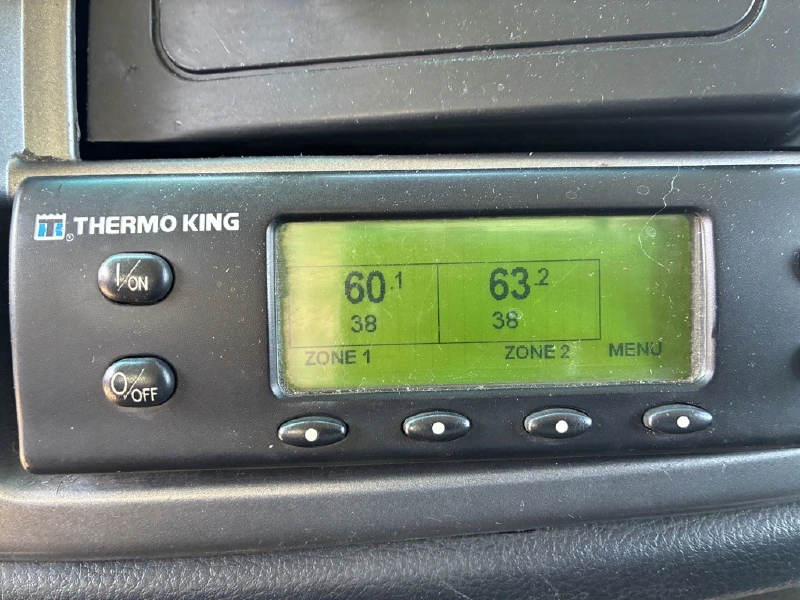 THERMO KING
I/ON
O/OFF
60.1 63.2
38 38
ZONE 1 ZONE 2 MENU